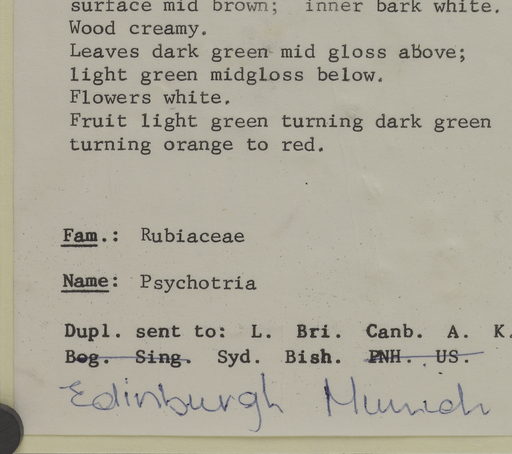 surface mid brown; inner bark white.
Wood creamy.
Leaves dark green mid gloss above;
light green midgloss below.
Flowers white.
Fruit light green turning dark green
turning orange to red.
Fam.: Rubiaceae
Name: Psychotria
Dupl. sent to: L. Bri. Canb. A. K.
Bog. Sing. Syd. Bish. PNH. US.
Edinburgh Munich